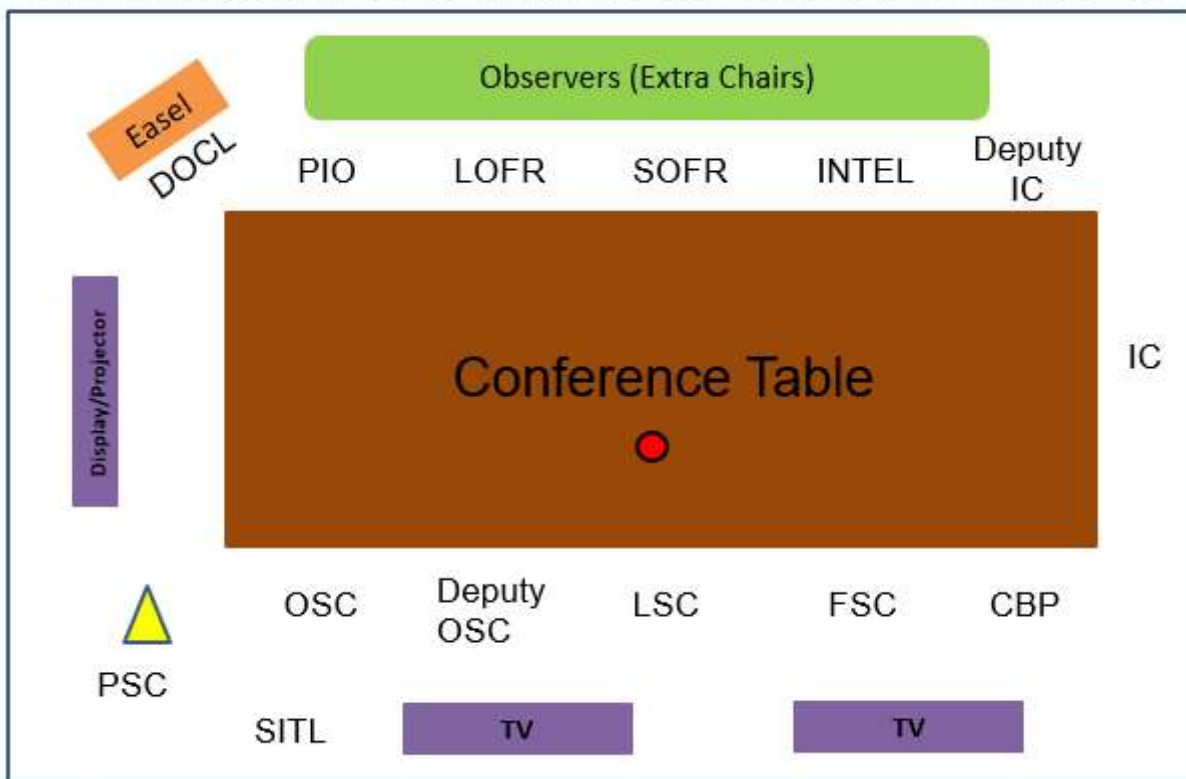 Observers (Extra Chairs)
Easel
DOCL
PIO
LOFR
SOFR
INTEL
Deputy
IC
Display/Projector
Conference Table
IC
OSC
Deputy
OSC
LSC
FSC
CBP
PSC
SITL
TV
TV